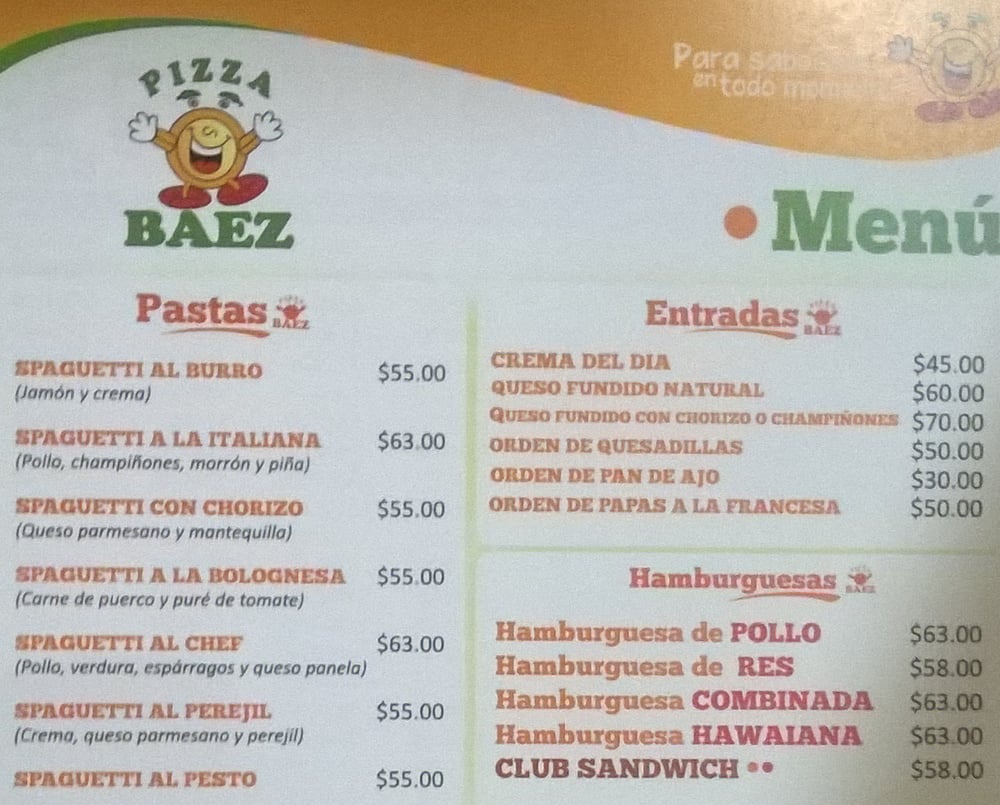 PIZZA
BAEZ
Para
en todo
• Menú
Pastas BAEZ
SPAGUETTI AL BURRO $55.00
(Jamón y crema)
SPAGUETTI A LA ITALIANA $63.00
(Pollo, champiñones, morrón y piña)
SPAGUETTI CON CHORIZO $55.00
(Queso parmesano y mantequilla)
SPAGUETTI A LA BOLOGNESA $55.00
(Carne de puerco y puré de tomate)
SPAGUETTI AL CHEF $63.00
(Pollo, verdura, espárragos y queso panela)
SPAGUETTI AL PEREJIL $55.00
(Crema, queso parmesano y perejil)
SPAGUETTI AL PESTO $55.00
Entradas BAEZ
CREMA DEL DIA $45.00
QUESO FUNDIDO NATURAL $60.00
QUESO FUNDIDO CON CHORIZO O CHAMPIÑONES $70.00
ORDEN DE QUESADILLAS $50.00
ORDEN DE PAN DE AJO $30.00
ORDEN DE PAPAS A LA FRANCESA $50.00
Hamburguesas BAEZ
Hamburguesa de POLLO $63.00
Hamburguesa de RES $58.00
Hamburguesa COMBINADA $63.00
Hamburguesa HAWAIANA $63.00
CLUB SANDWICH •• $58.00